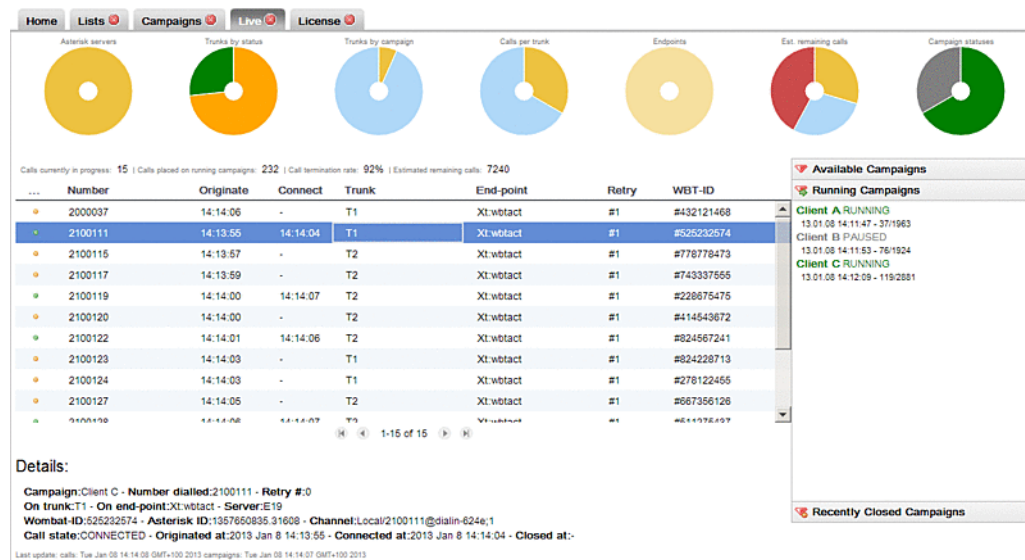 Home Lists Campaigns Live License
Asterisk servers Trunks by status Trunks by campaign Calls per trunk Endpoints Est. remaining calls Campaign statuses
Calls currently in progress: 15 | Calls placed on running campaigns: 232 | Call termination rate: 92% | Estimated remaining calls: 7240
... Number Originate Connect Trunk End-point Retry WBT-ID
2000037 14:14:06 - T1 Xt:wbtact #1 #432121468
2100111 14:13:55 14:14:04 T1 Xt:wbtact #1 #525232574
2100115 14:13:57 - T2 Xt:wbtact #1 #778778473
2100117 14:13:59 - T2 Xt:wbtact #1 #743337565
2100119 14:14:00 14:14:07 T2 Xt:wbtact #1 #228675475
2100120 14:14:00 - T2 Xt:wbtact #1 #414543672
2100122 14:14:01 14:14:06 T2 Xt:wbtact #1 #824567241
2100123 14:14:03 - T1 Xt:wbtact #1 #824228713
2100124 14:14:03 - T1 Xt:wbtact #1 #278122455
2100127 14:14:05 - T2 Xt:wbtact #1 #667356126
14:14:06 14:14:07 T2 Xt:wbtact #1
1-15 of 15
Available Campaigns
Running Campaigns
Client A RUNNING
13.01.08 14:11:47 - 37/1963
Client B PAUSED
13.01.08 14:11:53 - 76/1924
Client C RUNNING
13.01.08 14:12:09 - 119/2881
Recently Closed Campaigns
Details:
Campaign:Client C - Number dialled:2100111 - Retry #:0
On trunk:T1 - On end-point:Xt:wbtact - Server:E19
Wombat-ID:525232574 - Asterisk ID:1357650835.31608 - Channel:Local/2100111@dialin-624e;1
Call state:CONNECTED - Originated at:2013 Jan 8 14:13:55 - Connected at:2013 Jan 8 14:14:04 - Closed at:-
Last update: calls: Tue Jan 08 14:14:08 GMT+100 2013 campaigns: Tue Jan 08 14:14:07 GMT+100 2013